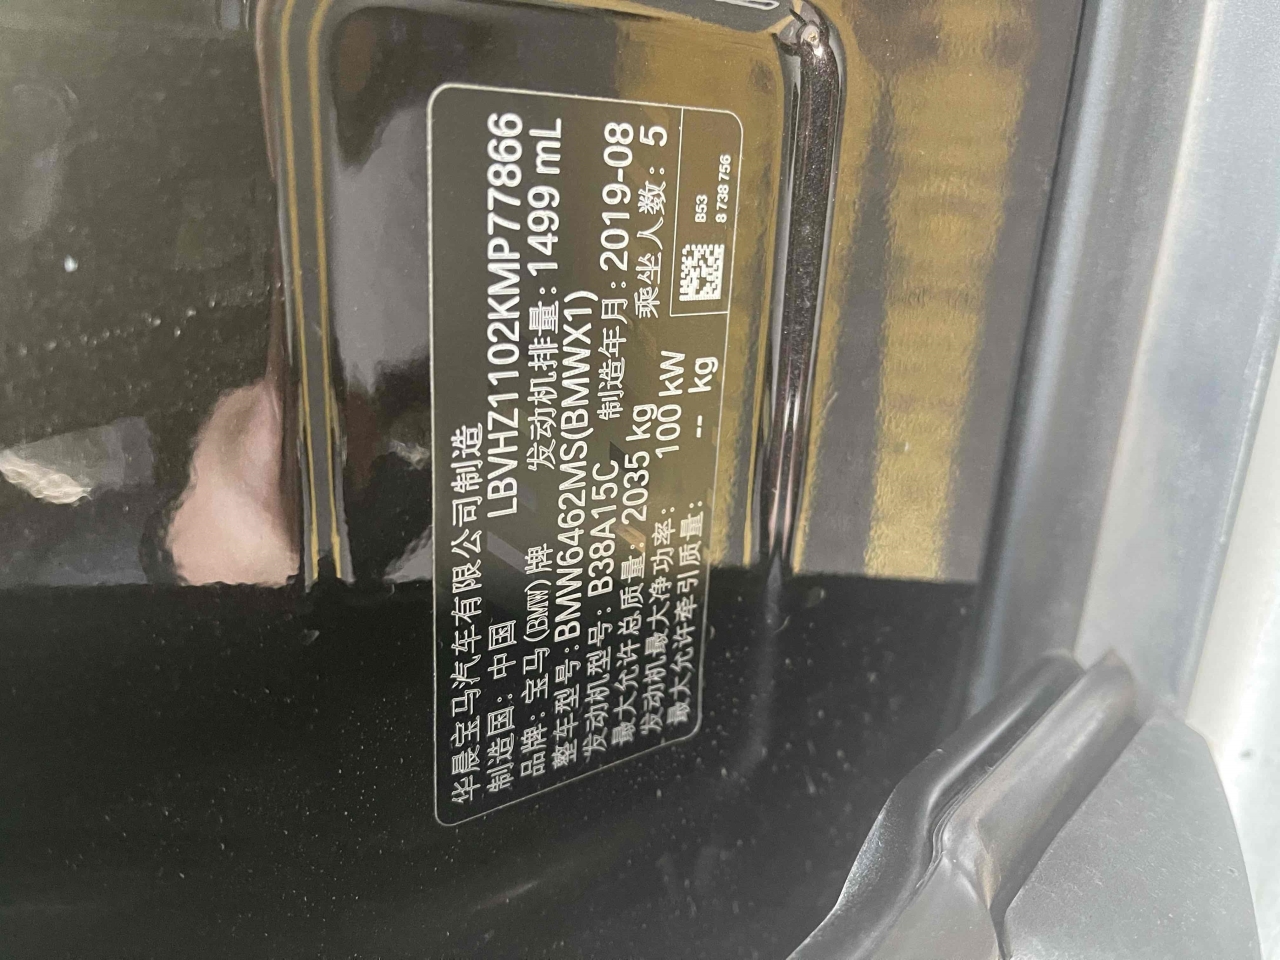 华晨宝马汽车有限公司制造
制造国：中国 LBVHZ1102KMP77866
品牌：宝马(BMW)牌 发动机排量：1499 mL
整车型号：BMW6462MS(BMWX1)
发动机型号：B38A15C 制造年月：2019-08
最大允许总质量：2035 kg 乘坐人数：5
发动机最大净功率： 100 kW
最大允许牵引质量： -- kg
B53
8 738 756